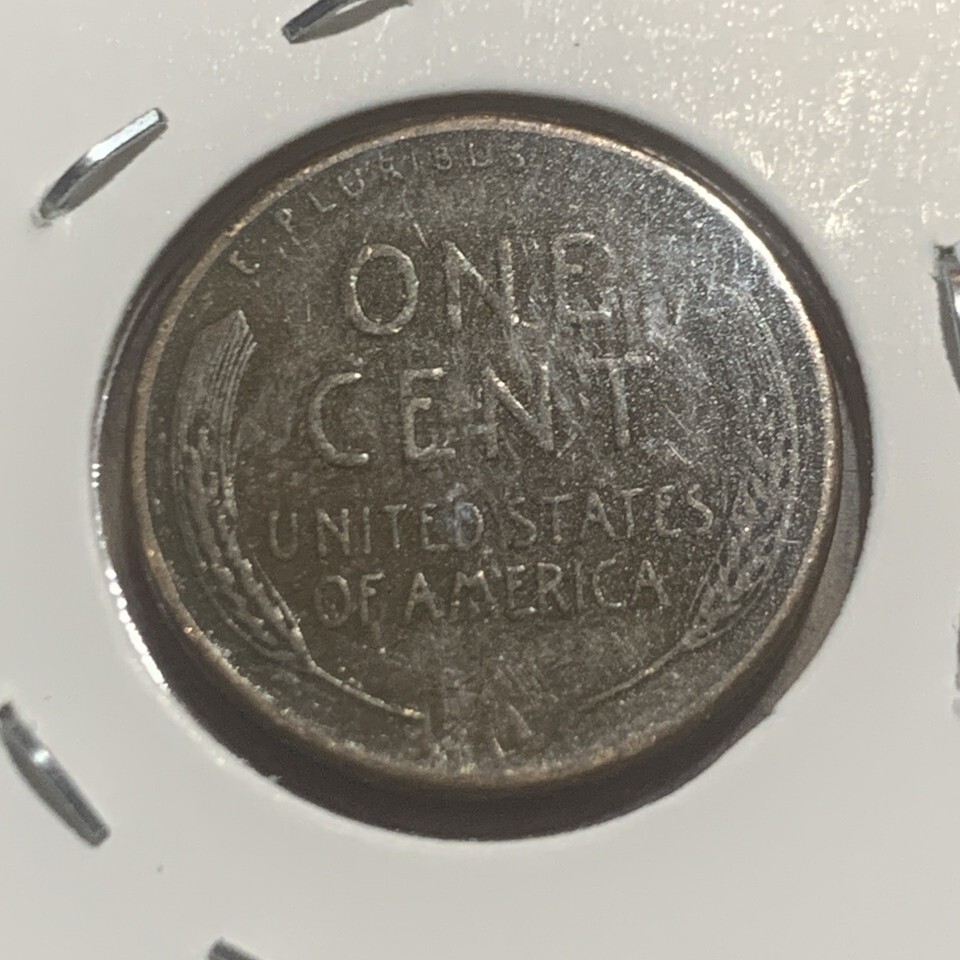 E · PLURIBUS
ONE
CENT
UNITED STATES
OF AMERICA